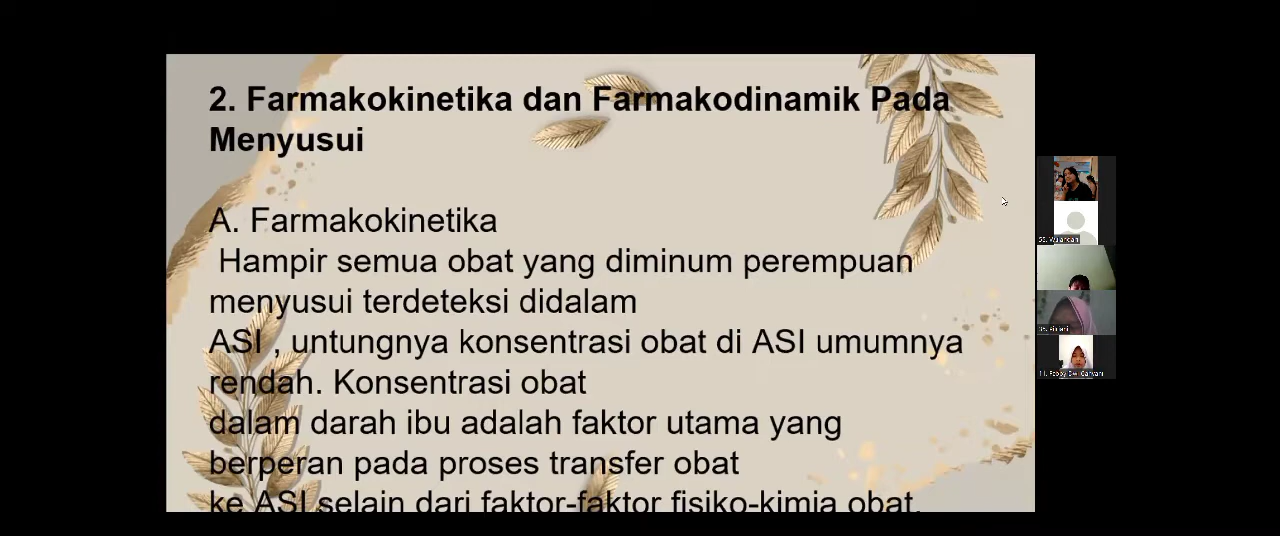 2. Farmakokinetika dan Farmakodinamik Pada
Menyusui
A. Farmakokinetika
Hampir semua obat yang diminum perempuan
menyusui terdeteksi didalam
ASI , untungnya konsentrasi obat di ASI umumnya
rendah. Konsentrasi obat
dalam darah ibu adalah faktor utama yang
berperan pada proses transfer obat
ke ASI selain dari faktor-faktor fisiko-kimia obat.